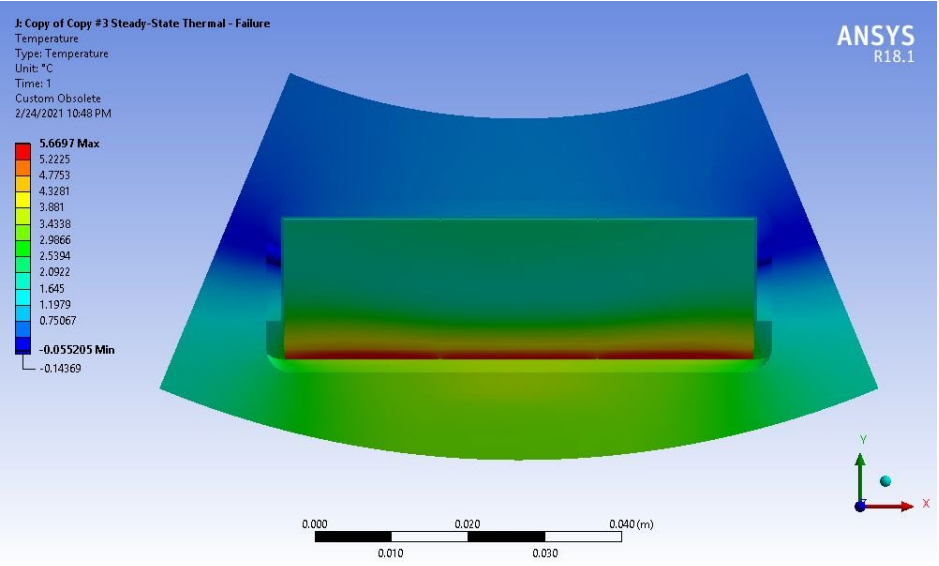 J: Copy of Copy #3 Steady-State Thermal - Failure
Temperature
Type: Temperature
Unit: °C
Time: 1
Custom Obsolete
2/24/2021 10:48 PM
5.6697 Max
5.2225
4.7753
4.3281
3.881
3.4338
2.9866
2.5394
2.0922
1.645
1.1979
0.75067
-0.055205 Min
-0.14369
ANSYS
R18.1
Y
X
Z
0.000 0.020 0.040 (m)
0.010 0.030